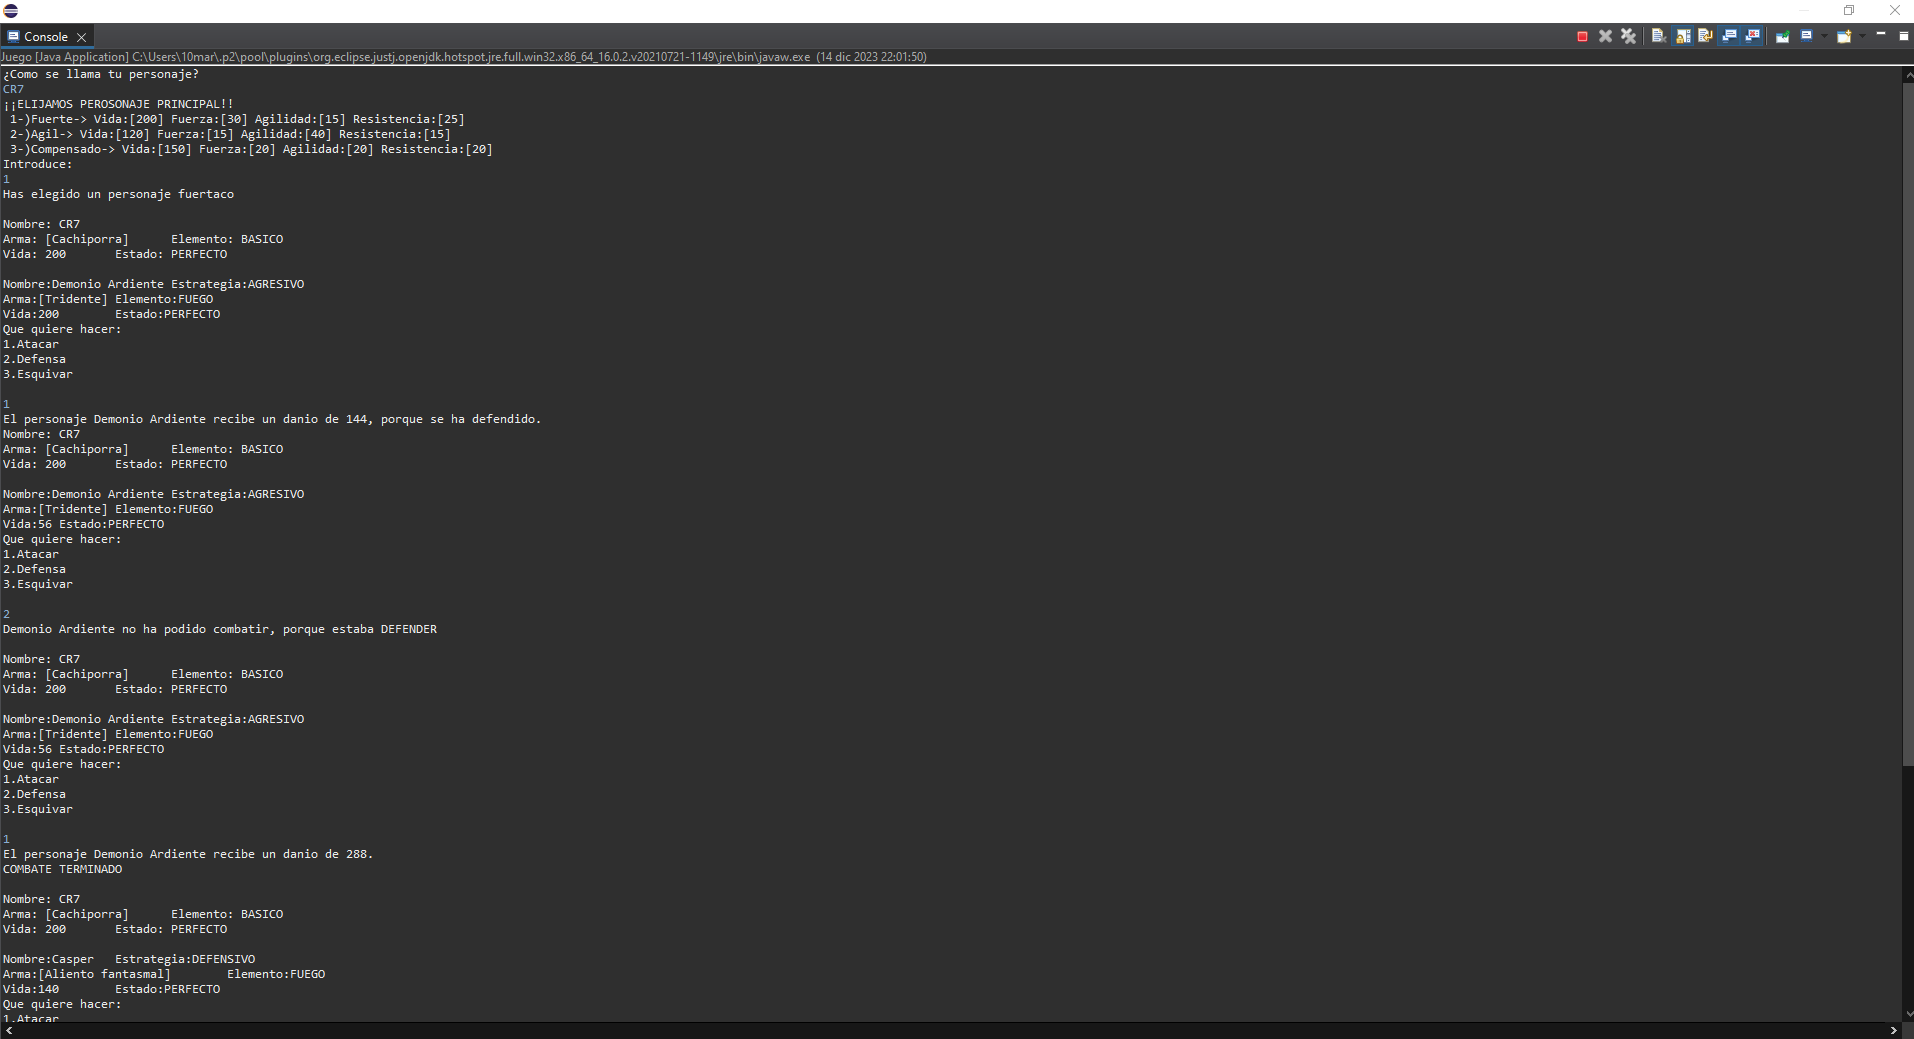 Console
Juego [Java Application] C:\Users\10mar\.p2\pool\plugins\org.eclipse.justj.openjdk.hotspot.jre.full.win32.x86_64_16.0.2.v20210721-1149\jre\bin\javaw.exe (14 dic 2023 22:01:50)
¿Como se llama tu personaje?
CR7
¡¡ELIJAMOS PEROSONAJE PRINCIPAL!!
1-)Fuerte-> Vida:[200] Fuerza:[30] Agilidad:[15] Resistencia:[25]
2-)Agil-> Vida:[120] Fuerza:[15] Agilidad:[40] Resistencia:[15]
3-)Compensado-> Vida:[150] Fuerza:[20] Agilidad:[20] Resistencia:[20]
Introduce:
1
Has elegido un personaje fuertaco
Nombre: CR7
Arma: [Cachiporra] Elemento: BASICO
Vida: 200 Estado: PERFECTO
Nombre:Demonio Ardiente Estrategia:AGRESIVO
Arma:[Tridente] Elemento:FUEGO
Vida:200 Estado:PERFECTO
Que quiere hacer:
1.Atacar
2.Defensa
3.Esquivar
1
El personaje Demonio Ardiente recibe un danio de 144, porque se ha defendido.
Nombre: CR7
Arma: [Cachiporra] Elemento: BASICO
Vida: 200 Estado: PERFECTO
Nombre:Demonio Ardiente Estrategia:AGRESIVO
Arma:[Tridente] Elemento:FUEGO
Vida:56 Estado:PERFECTO
Que quiere hacer:
1.Atacar
2.Defensa
3.Esquivar
2
Demonio Ardiente no ha podido combatir, porque estaba DEFENDER
Nombre: CR7
Arma: [Cachiporra] Elemento: BASICO
Vida: 200 Estado: PERFECTO
Nombre:Demonio Ardiente Estrategia:AGRESIVO
Arma:[Tridente] Elemento:FUEGO
Vida:56 Estado:PERFECTO
Que quiere hacer:
1.Atacar
2.Defensa
3.Esquivar
1
El personaje Demonio Ardiente recibe un danio de 288.
COMBATE TERMINADO
Nombre: CR7
Arma: [Cachiporra] Elemento: BASICO
Vida: 200 Estado: PERFECTO
Nombre:Casper Estrategia:DEFENSIVO
Arma:[Aliento fantasmal] Elemento:FUEGO
Vida:140 Estado:PERFECTO
Que quiere hacer:
1.Atacar